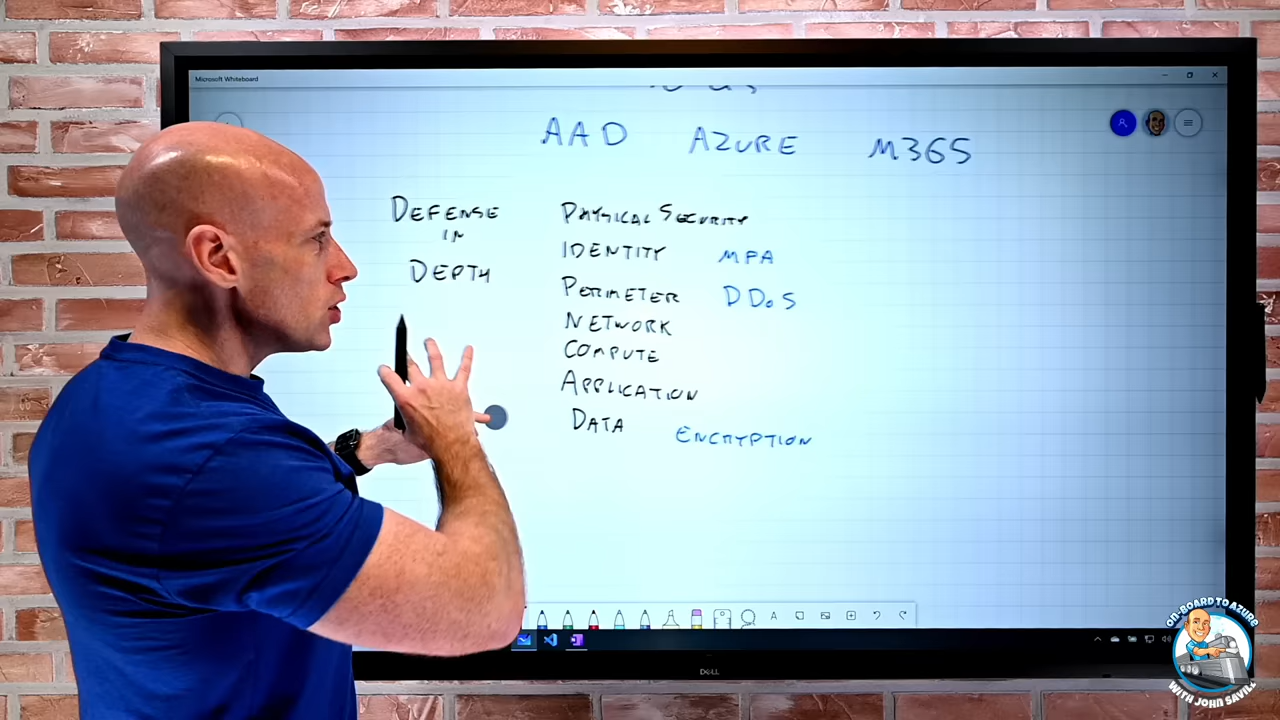 Microsoft Whiteboard
AAD AZURE M365
DEFENSE
IN
DEPTH
PHYSICAL SECURITY
IDENTITY MFA
PERIMETER DDoS
NETWORK
COMPUTE
APPLICATION
DATA
ENCRYPTION
A
DELL
ON-BOARD TO AZURE
WITH JOHN SAVILL